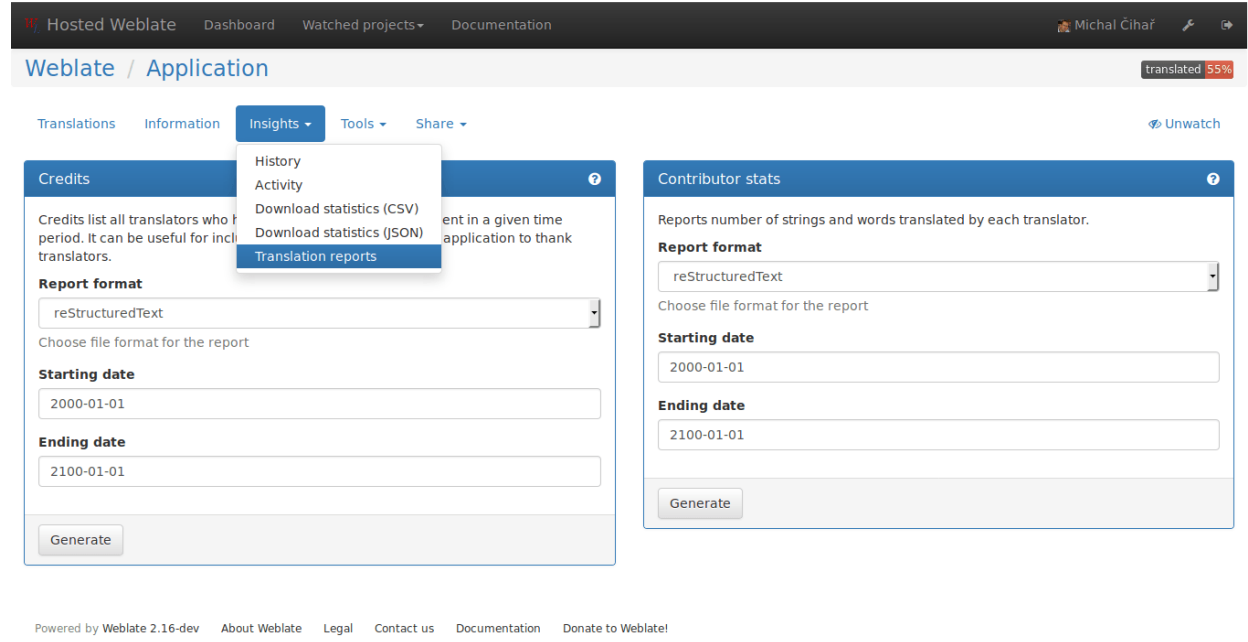 Hosted Weblate Dashboard Watched projects Documentation Michal Čihař
Weblate / Application translated 55%
Translations Information Insights Tools Share Unwatch
History
Activity
Download statistics (CSV)
Download statistics (JSON)
Translation reports
Credits
Credits list all translators who ent in a given time
period. It can be useful for application to thank
translators.
Report format
reStructuredText
Choose file format for the report
Starting date
2000-01-01
Ending date
2100-01-01
Generate
Contributor stats
Reports number of strings and words translated by each translator.
Report format
reStructuredText
Choose file format for the report
Starting date
2000-01-01
Ending date
2100-01-01
Generate
Powered by Weblate 2.16-dev About Weblate Legal Contact us Documentation Donate to Weblate!